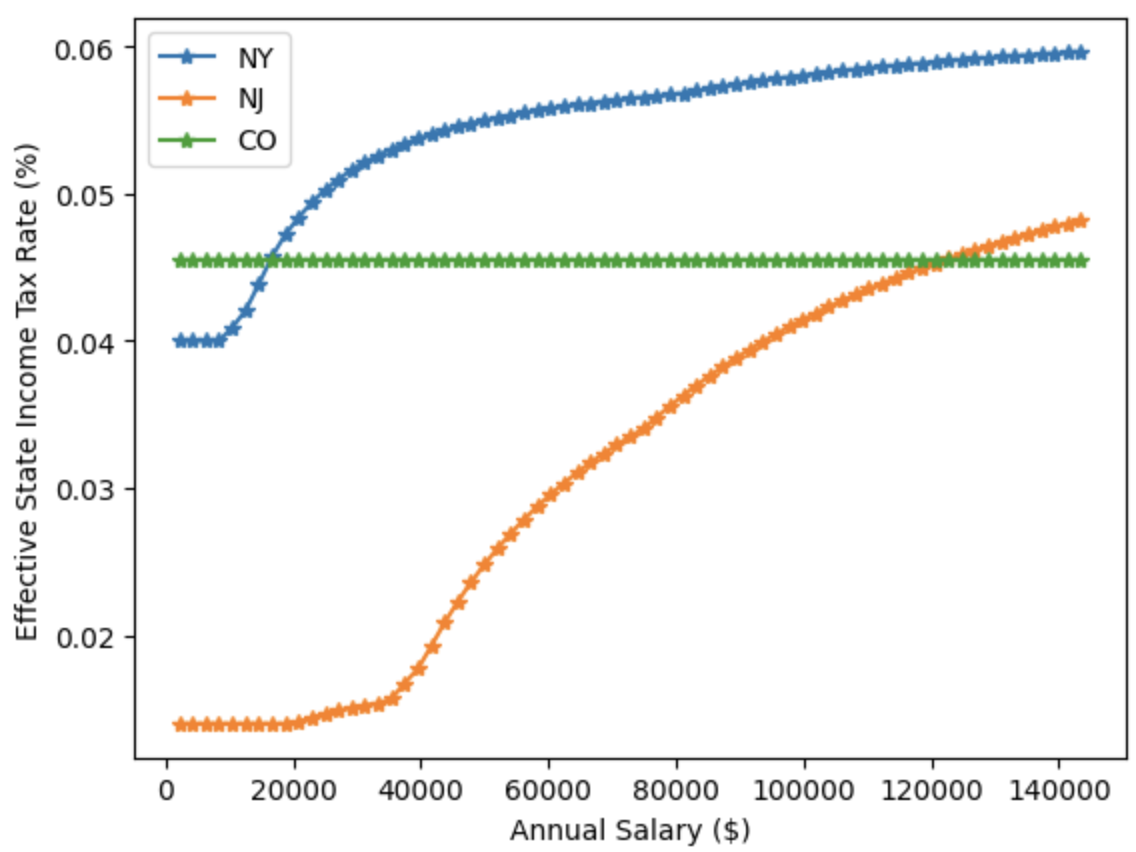 Effective State Income Tax Rate (%)
0.06
0.05
0.04
0.03
0.02
NY
NJ
CO
0 20000 40000 60000 80000 100000 120000 140000
Annual Salary ($)